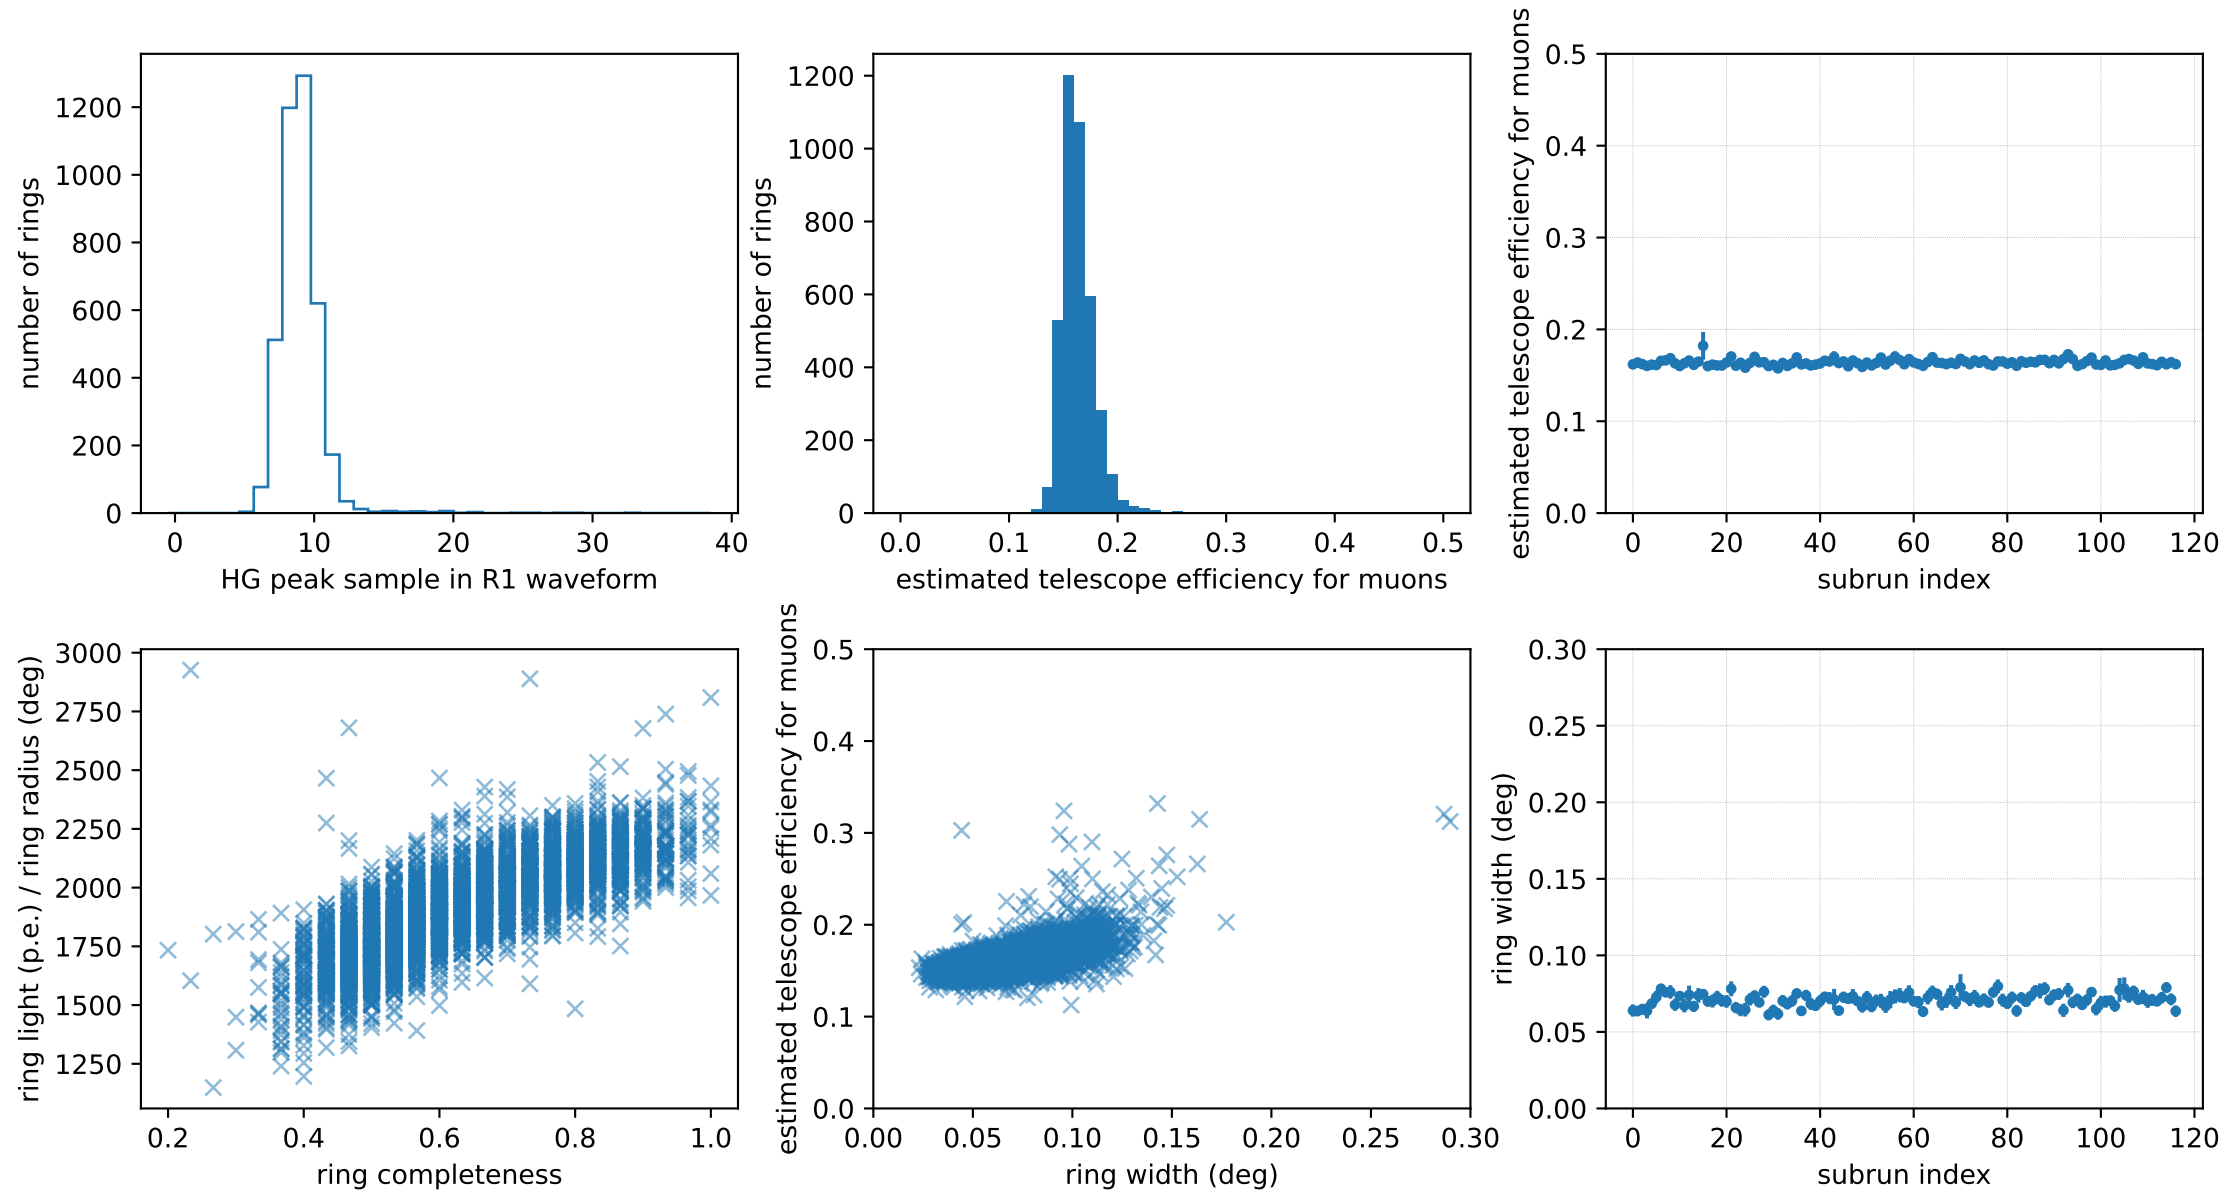 number of rings
1200
1000
800
600
400
200
0
0 10 20 30 40
HG peak sample in R1 waveform
number of rings
1200
1000
800
600
400
200
0
0.0 0.1 0.2 0.3 0.4 0.5
estimated telescope efficiency for muons
estimated telescope efficiency for muons
0.5
0.4
0.3
0.2
0.1
0.0
0 20 40 60 80 100 120
subrun index
ring light (p.e.) / ring radius (deg)
3000
2750
2500
2250
2000
1750
1500
1250
0.2 0.4 0.6 0.8 1.0
ring completeness
estimated telescope efficiency for muons
0.5
0.4
0.3
0.2
0.1
0.0
0.00 0.05 0.10 0.15 0.20 0.25 0.30
ring width (deg)
ring width (deg)
0.30
0.25
0.20
0.15
0.10
0.05
0.00
0 20 40 60 80 100 120
subrun index